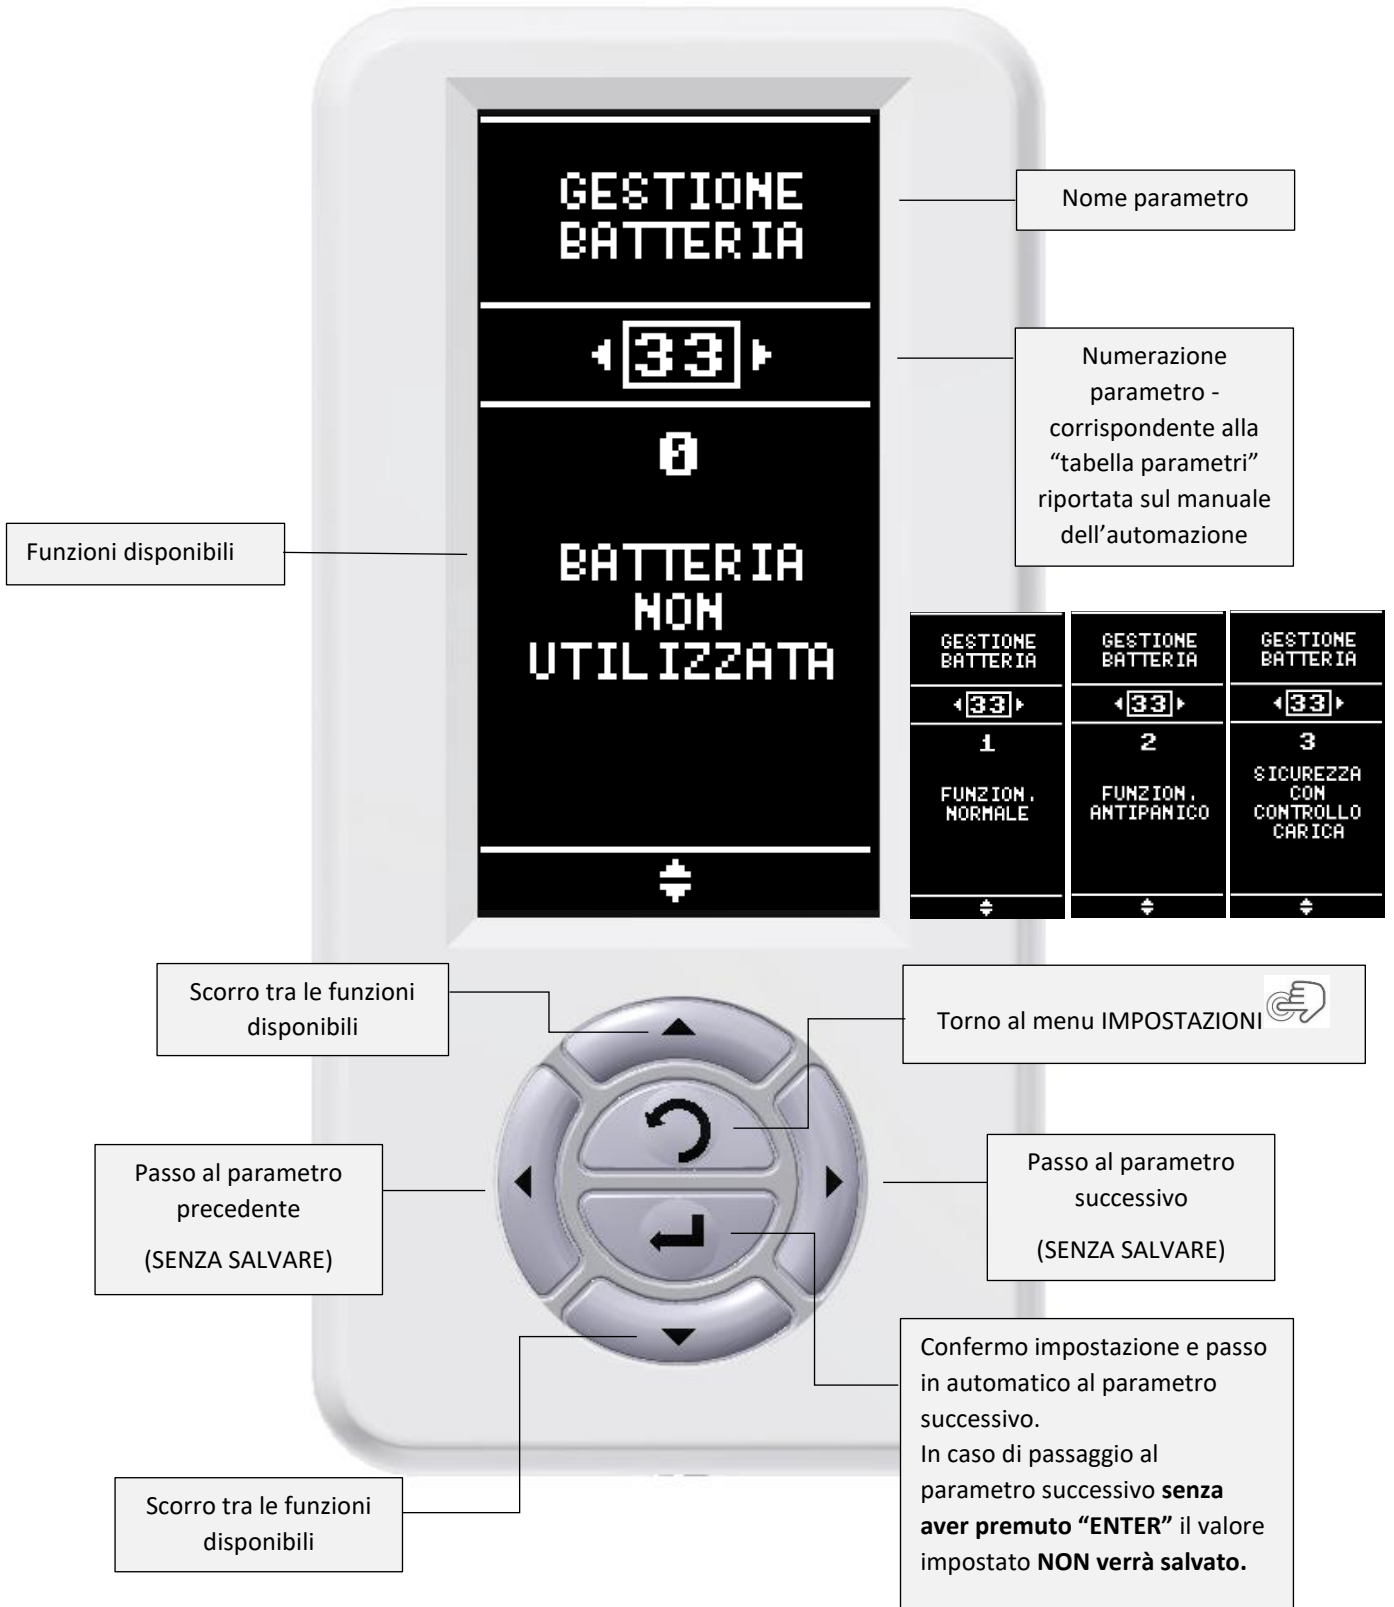 GESTIONE
BATTERIA
33
0
BATTERIA
NON
UTILIZZATA
Nome parametro
Numerazione
parametro -
corrispondente alla
“tabella parametri”
riportata sul manuale
dell’automazione
Funzioni disponibili
GESTIONE
BATTERIA
33
1
FUNZION.
NORMALE
GESTIONE
BATTERIA
33
2
FUNZION.
ANTIPANICO
GESTIONE
BATTERIA
33
3
SICUREZZA
CON
CONTROLLO
CARICA
Scorro tra le funzioni
disponibili
Torno al menu IMPOSTAZIONI
Passo al parametro
precedente
(SENZA SALVARE)
Passo al parametro
successivo
(SENZA SALVARE)
Confermo impostazione e passo
in automatico al parametro
successivo.
In caso di passaggio al
parametro successivo senza
aver premuto “ENTER” il valore
impostato NON verrà salvato.
Scorro tra le funzioni
disponibili